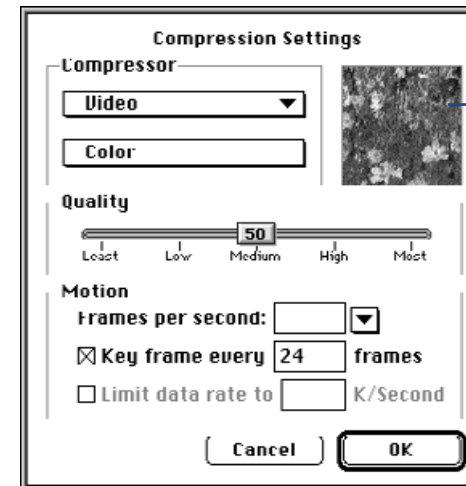 Compression Settings
Compressor
Video
Color
Quality
50
Least Low Medium High Most
Motion
Frames per second:
Key frame every 24 frames
Limit data rate to K/Second
Cancel OK